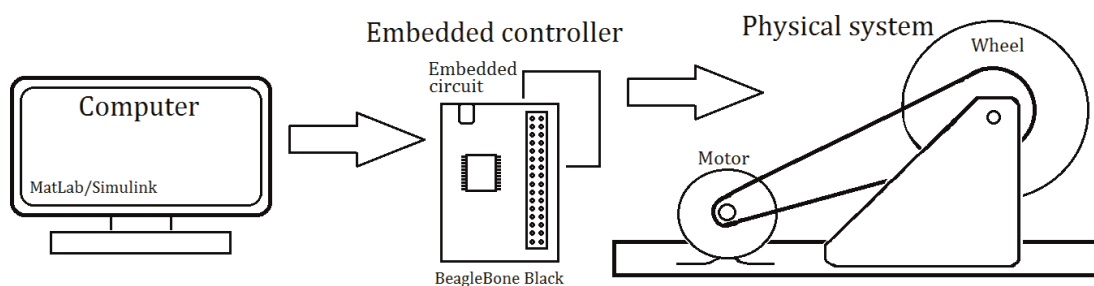 Computer
MatLab/Simulink
Embedded controller
Embedded
circuit
BeagleBone Black
Physical system
Wheel
Motor